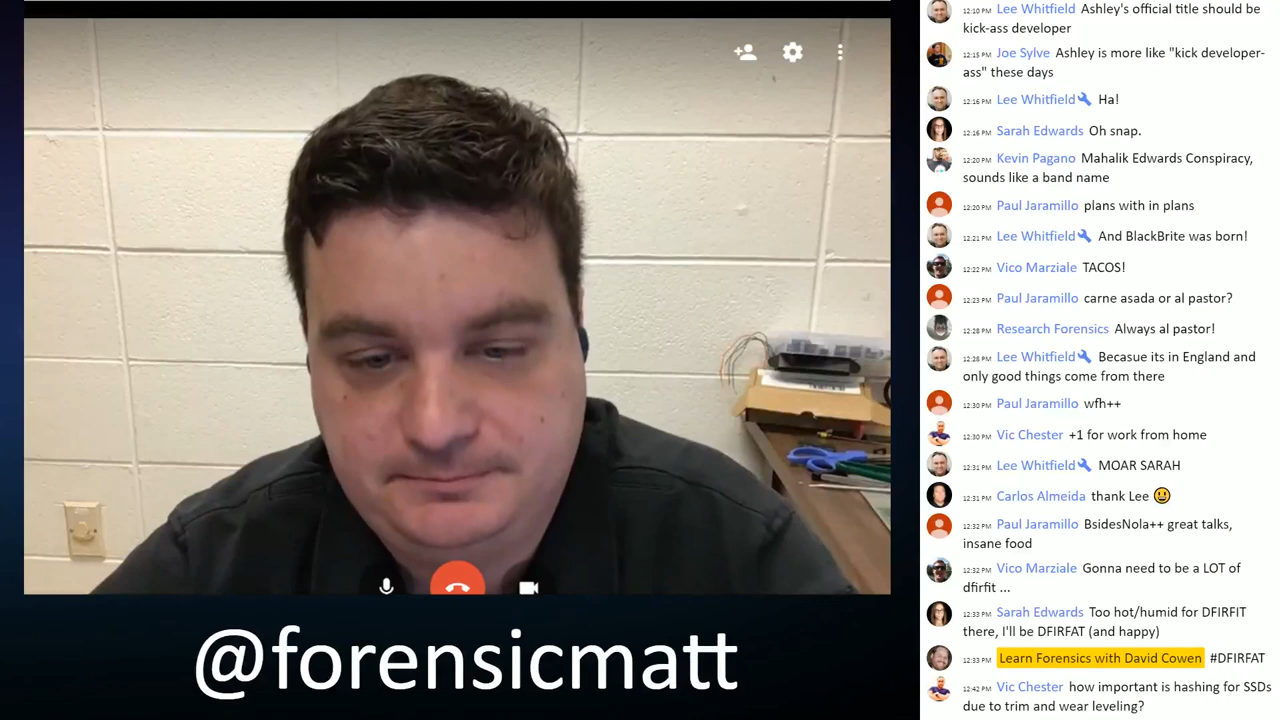 @forensicmatt
12:10 PM Lee Whitfield Ashley's official title should be
kick-ass developer
12:15 PM Joe Sylve Ashley is more like "kick developer-
ass" these days
12:16 PM Lee Whitfield Ha!
12:16 PM Sarah Edwards Oh snap.
12:20 PM Kevin Pagano Mahalik Edwards Conspiracy,
sounds like a band name
12:20 PM Paul Jaramillo plans with in plans
12:21 PM Lee Whitfield And BlackBrite was born!
12:22 PM Vico Marziale TACOS!
12:23 PM Paul Jaramillo carne asada or al pastor?
12:28 PM Research Forensics Always al pastor!
12:28 PM Lee Whitfield Becasue its in England and
only good things come from there
12:30 PM Paul Jaramillo wfh++
12:30 PM Vic Chester +1 for work from home
12:31 PM Lee Whitfield MOAR SARAH
12:31 PM Carlos Almeida thank Lee 😃
12:32 PM Paul Jaramillo BsidesNola++ great talks,
insane food
12:32 PM Vico Marziale Gonna need to be a LOT of
dfirfit ...
12:33 PM Sarah Edwards Too hot/humid for DFIRFIT
there, I'll be DFIRFAT (and happy)
12:33 PM Learn Forensics with David Cowen #DFIRFAT
12:42 PM Vic Chester how important is hashing for SSDs
due to trim and wear leveling?